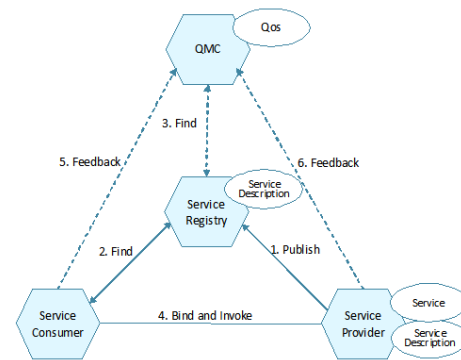 Qos
QMC
3. Find
5. Feedback
6. Feedback
Service
Description
Service
Registry
2. Find
1. Publish
Service
Consumer
4. Bind and Invoke
Service
Provider
Service
Service
Description